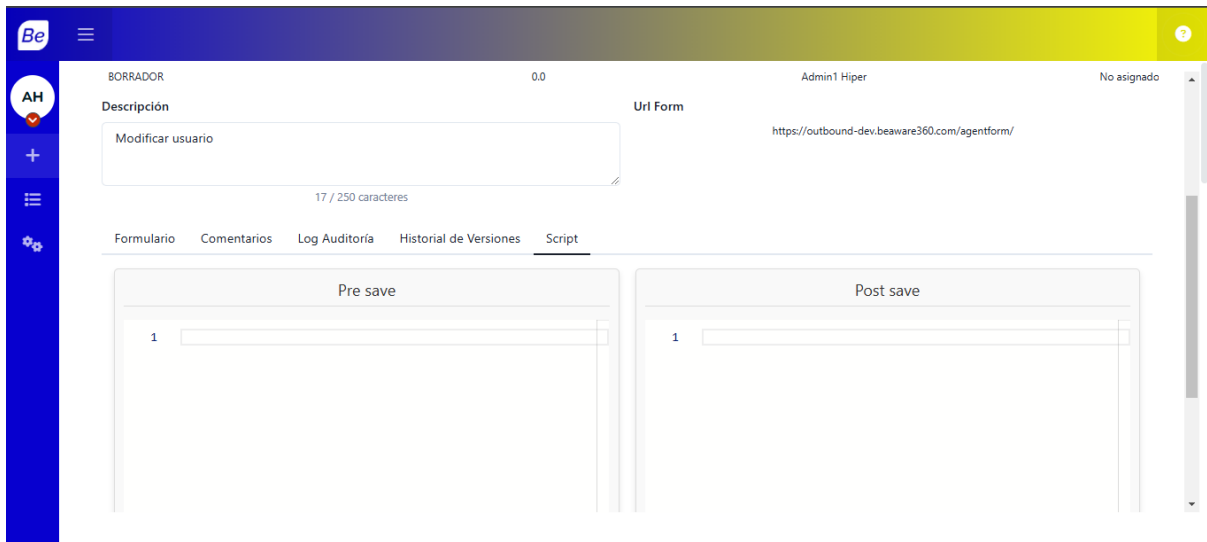 Be
?
AH
BORRADOR 0.0 Admin1 Hiper No asignado
Descripción Url Form
Modificar usuario
https://outbound-dev.beaware360.com/agentform/
17 / 250 caracteres
Formulario Comentarios Log Auditoría Historial de Versiones Script
Pre save Post save
1 1